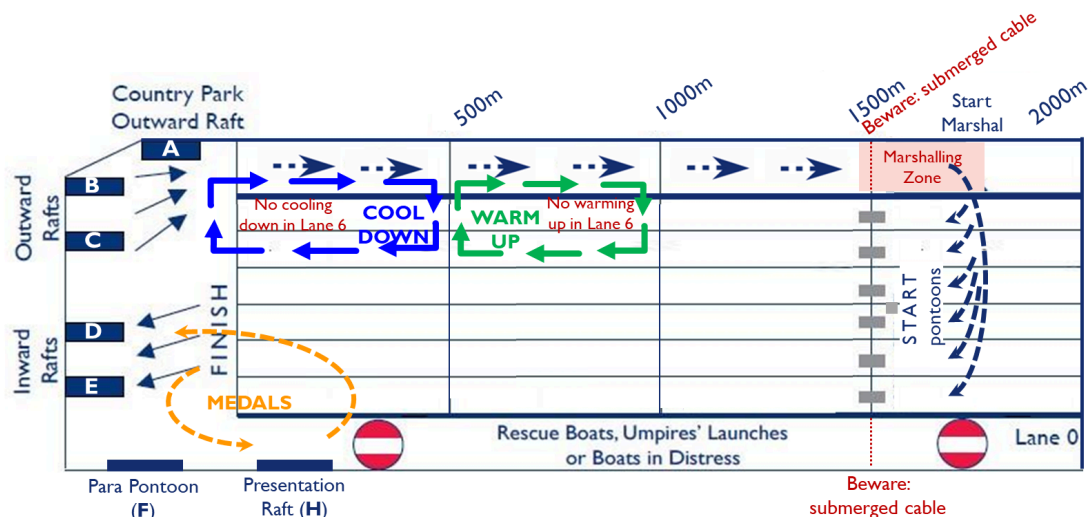 Country Park
Outward Raft
500m
1000m
1500m
Beware: submerged cable
Start
Marshal
2000m
A
Marshalling
Zone
B
Outward
Rafts
C
No cooling
down in Lane 6
COOL
DOWN
WARM
UP
No warming
up in Lane 6
START
pontoons
FINISH
Inward
Rafts
D
E
MEDALS
Rescue Boats, Umpires' Launches
or Boats in Distress
Lane 0
Para Pontoon
(F)
Presentation
Raft (H)
Beware:
submerged cable